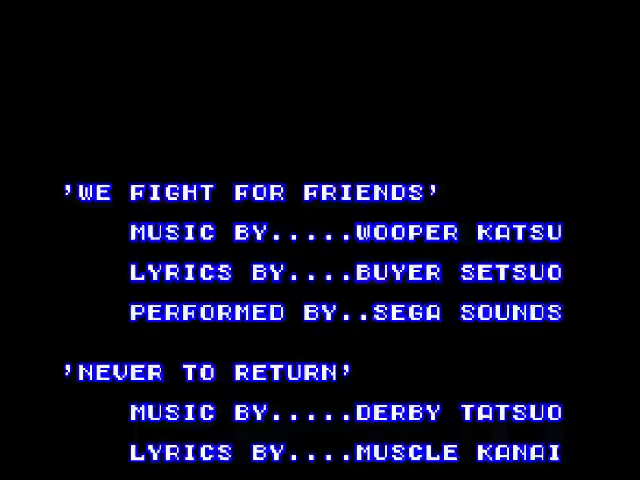 'WE FIGHT FOR FRIENDS'
MUSIC BY.....WOOPER KATSU
LYRICS BY....BUYER SETSUO
PERFORMED BY..SEGA SOUNDS
'NEVER TO RETURN'
MUSIC BY.....DERBY TATSUO
LYRICS BY....MUSCLE KANAI